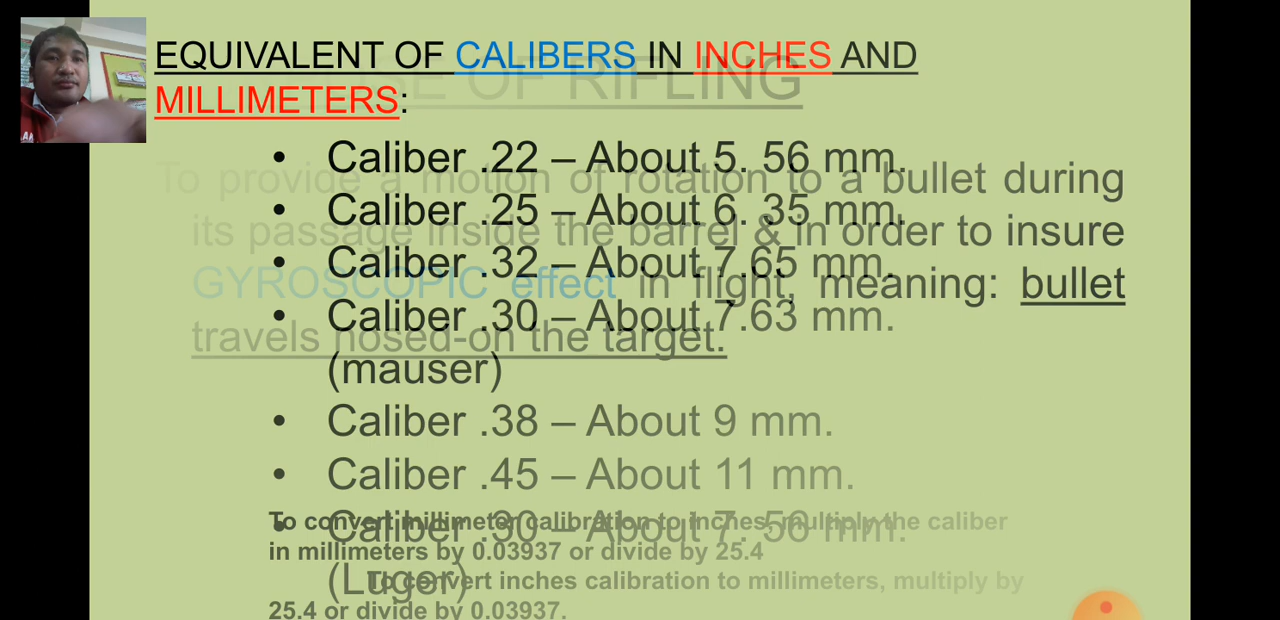 EQUIVALENT OF CALIBERS IN INCHES AND
MILLIMETERS:
• Caliber .22 – About 5. 56 mm.
• Caliber .25 – About 6. 35 mm.
• Caliber .32 – About 7.65 mm.
• Caliber .30 – About 7.63 mm.
(mauser)
• Caliber .38 – About 9 mm.
• Caliber .45 – About 11 mm.
• Caliber .30 – About 7. 56 mm.
(Luger)
OF RIFLING
To provide a motion of rotation to a bullet during
its passage inside the barrel & in order to insure
GYROSCOPIC effect in flight, meaning: bullet
travels nosed-on the target.
To convert millimeter calibration to inches, multiply the caliber
in millimeters by 0.03937 or divide by 25.4
To convert inches calibration to millimeters, multiply by
25.4 or divide by 0.03937.